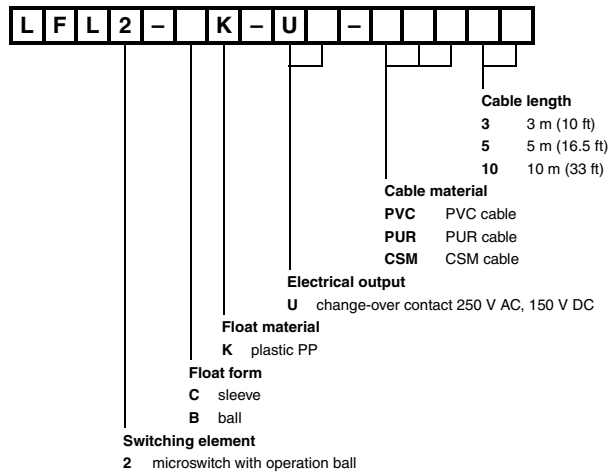 LFL2– K–U –
Cable length
3 3 m (10 ft)
5 5 m (16.5 ft)
10 10 m (33 ft)
Cable material
PVC PVC cable
PUR PUR cable
CSM CSM cable
Electrical output
U change-over contact 250 V AC, 150 V DC
Float material
K plastic PP
Float form
C sleeve
B ball
Switching element
2 microswitch with operation ball